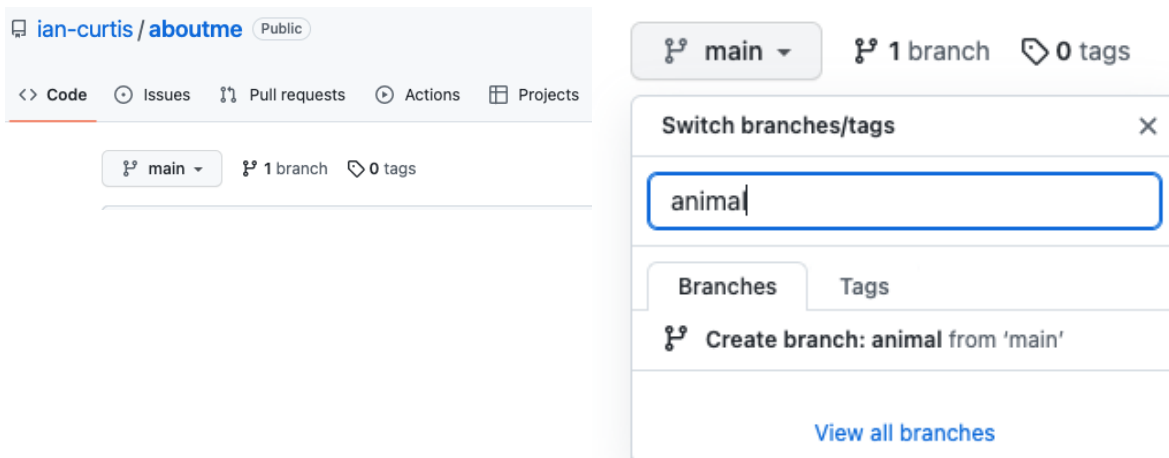 ian-curtis / aboutme Public
Code Issues Pull requests Actions Projects
main 1 branch 0 tags
main 1 branch 0 tags
Switch branches/tags
animal
Branches Tags
Create branch: animal from ‘main’
View all branches